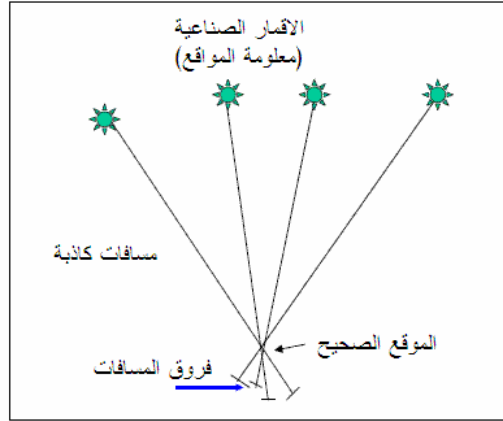 الاقمار الصناعية
(معلومة المواقع)
مسافات كاذبة
الموقع الصحيح
فروق المسافات